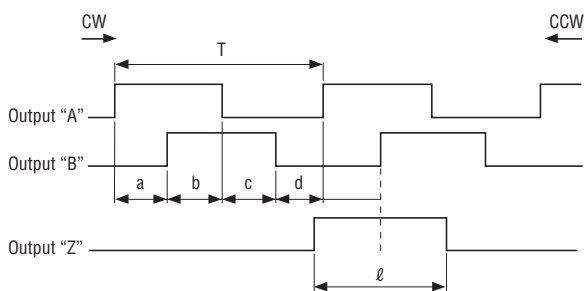 CW CCW
T
Output “A”
Output “B”
a b c d
Output “Z”
ℓ